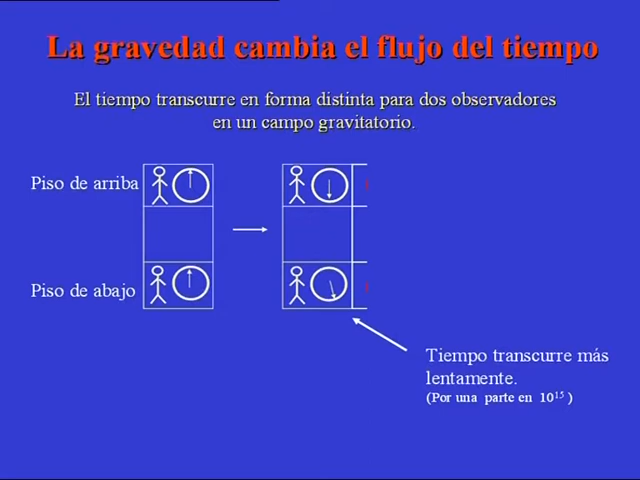 La gravedad cambia el flujo del tiempo
El tiempo transcurre en forma distinta para dos observadores
en un campo gravitatorio.
Piso de arriba
Piso de abajo
Tiempo transcurre más
lentamente.
(Por una parte en 10¹⁵ )